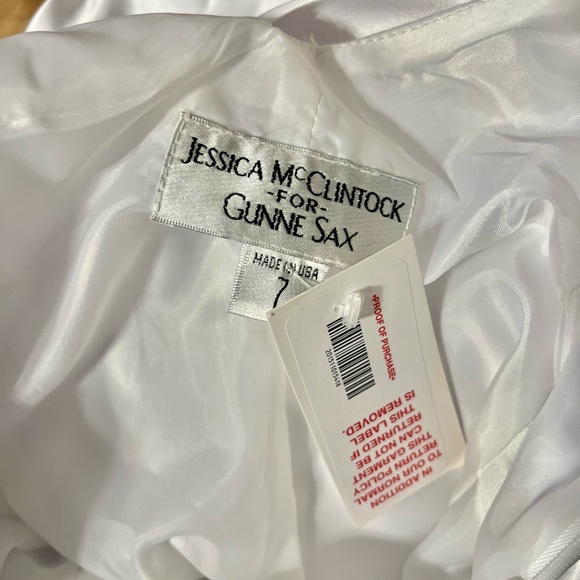 JESSICA MCCLINTOCK
-FOR-
GUNNE SAX
MADE IN USA
7
•PROOF OF PURCHASE•
IN ADDITION
TO OUR NORMAL
RETURN POLICY
THIS GARMENT
CAN NOT BE
RETURNED IF
THIS LABEL
IS REMOVED.